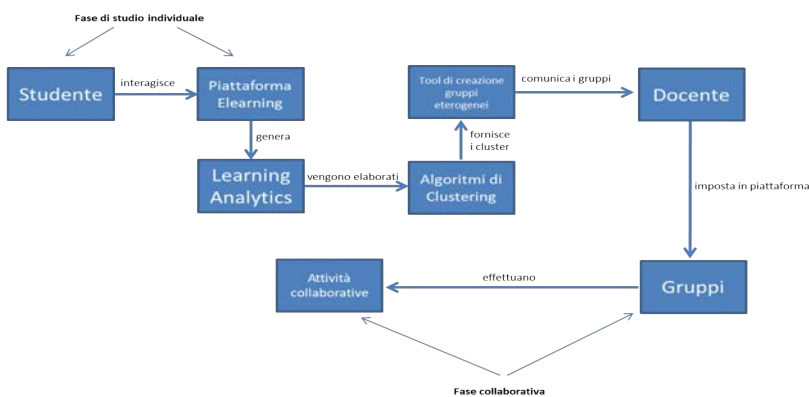 Fase di studio individuale
Studente
interagisce
Piattaforma
Elearning
genera
Learning
Analytics
vengono elaborati
Algoritmi di
Clustering
fornisce
i cluster
Tool di creazione
gruppi
eterogenei
comunica i gruppi
Docente
imposta in piattaforma
Gruppi
effettuano
Attività
collaborative
Fase collaborativa